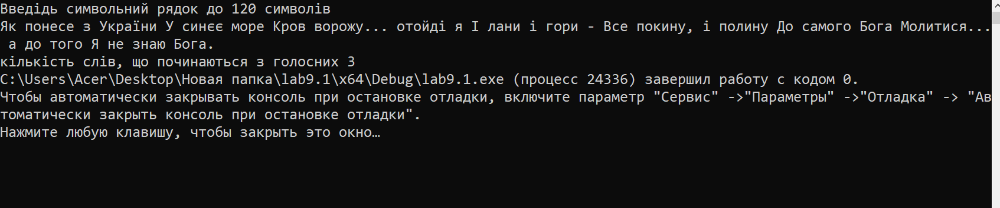 Введідь символьний рядок до 120 символів
Як понесе з України У синєє море Кров ворожу... отойді я І лани і гори - Все покину, і полину До самого Бога Молитися...
а до того Я не знаю Бога.
кількість слів, що починаються з голосних 3
C:\Users\Acer\Desktop\Новая папка\lab9.1\x64\Debug\lab9.1.exe (процесс 24336) завершил работу с кодом 0.
Чтобы автоматически закрывать консоль при остановке отладки, включите параметр "Сервис" ->"Параметры" ->"Отладка" -> "Ав
томатически закрыть консоль при остановке отладки".
Нажмите любую клавишу, чтобы закрыть это окно…